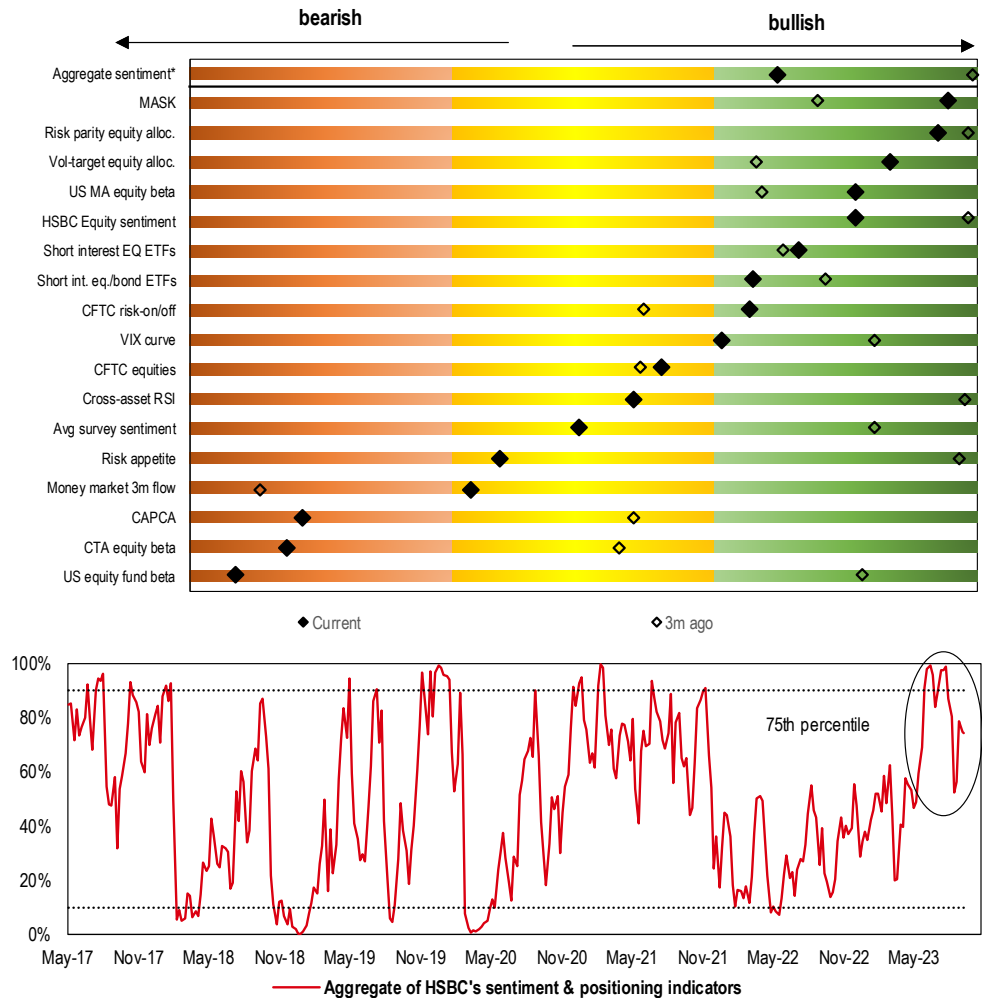 bearish
bullish
Aggregate sentiment*
MASK
Risk parity equity alloc.
Vol-target equity alloc.
US MA equity beta
HSBC Equity sentiment
Short interest EQ ETFs
Short int. eq./bond ETFs
CFTC risk-on/off
VIX curve
CFTC equities
Cross-asset RSI
Avg survey sentiment
Risk appetite
Money market 3m flow
CAPCA
CTA equity beta
US equity fund beta
Current 3m ago
100%
80%
60%
40%
20%
0%
75th percentile
May-17 Nov-17 May-18 Nov-18 May-19 Nov-19 May-20 Nov-20 May-21 Nov-21 May-22 Nov-22 May-23
Aggregate of HSBC's sentiment & positioning indicators